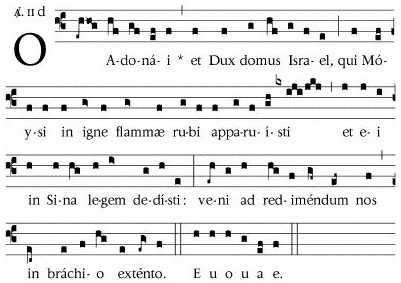 Ⱥ. II d
O A-do-ná- i * et Dux domus Isra-el, qui Mó-
y-si in igne flammæ ru-bi appa-ru-í-sti et e-i
in Si-na le-gem de-dí-sti: ve-ni ad red-iméndum nos
in bráchi-o exténto. E u o u a e.